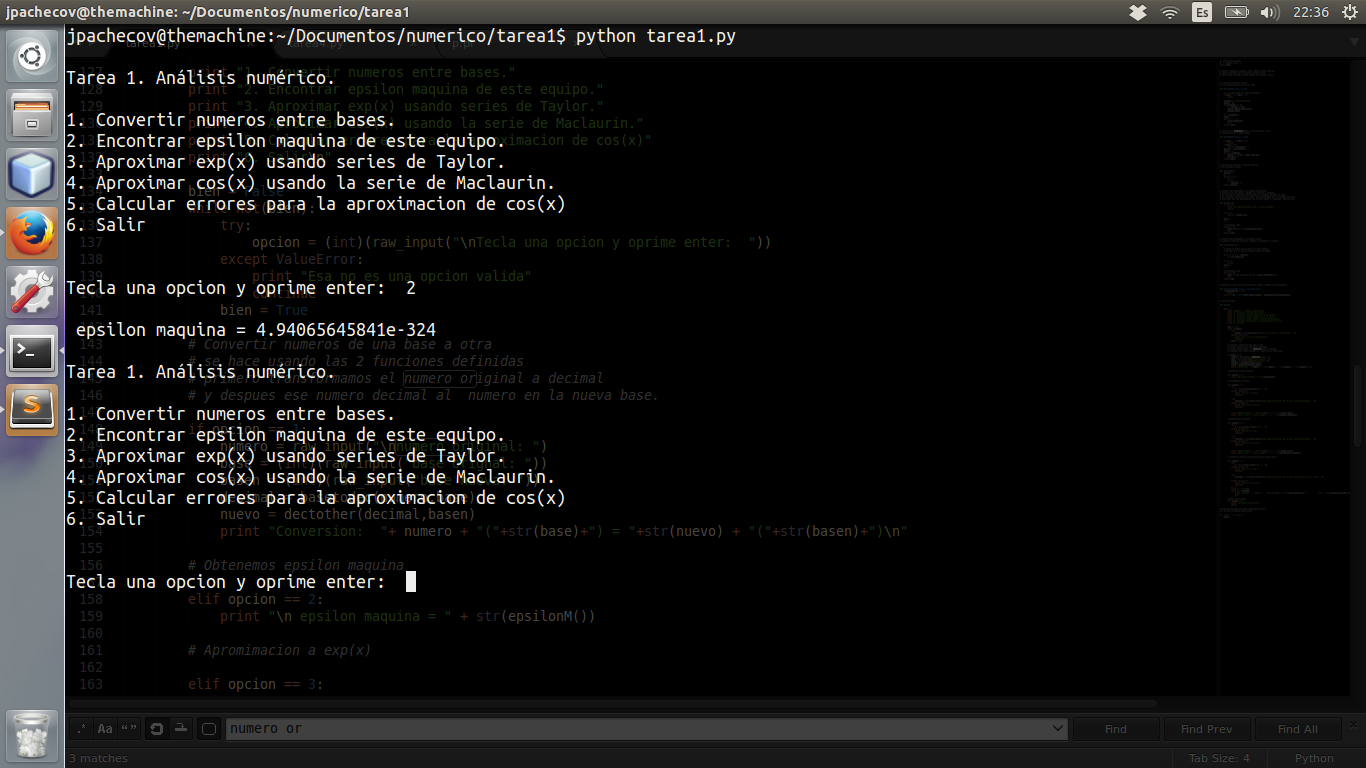 jpachecov@themachine: ~/Documentos/numerico/tarea1
Es
22:36
jpachecov@themachine:~/Documentos/numerico/tarea1$ python tarea1.py
Tarea 1. Análisis numérico.
1. Convertir numeros entre bases.
2. Encontrar epsilon maquina de este equipo.
3. Aproximar exp(x) usando series de Taylor.
4. Aproximar cos(x) usando la serie de Maclaurin.
5. Calcular errores para la aproximacion de cos(x)
6. Salir
Tecla una opcion y oprime enter:  2
 epsilon maquina = 4.94065645841e-324
Tarea 1. Análisis numérico.
1. Convertir numeros entre bases.
2. Encontrar epsilon maquina de este equipo.
3. Aproximar exp(x) usando series de Taylor.
4. Aproximar cos(x) usando la serie de Maclaurin.
5. Calcular errores para la aproximacion de cos(x)
6. Salir
Tecla una opcion y oprime enter:
128 print "2. Encontrar epsilon maquina de este equipo."
129 print "3. Aproximar exp(x) usando series de Taylor."
try:
137 opcion = (int)(raw_input("\nTecla una opcion y oprime enter:  "))
138 except ValueError:
139 print "Esa no es una opcion valida"
continue
141 bien = True
143 # Convertir numeros de una base a otra
144 # se hace usando las 2 funciones definidas
# primero transformamos el numero original a decimal
146 # y despues ese numero decimal al  numero en la nueva base.
nuevo = dectother(decimal,basen)
154 print "Conversion:  "+ numero + "("+str(base)+") = "+str(nuevo) + "("+str(basen)+")\n"
155
156 # Obtenemos epsilon maquina
158 elif opcion == 2:
159 print "\n epsilon maquina = " + str(epsilonM())
160
161 # Apromimacion a exp(x)
162
163 elif opcion == 3:
.* Aa “” numero or Find Find Prev Find All
3 matches Tab Size: 4 Python